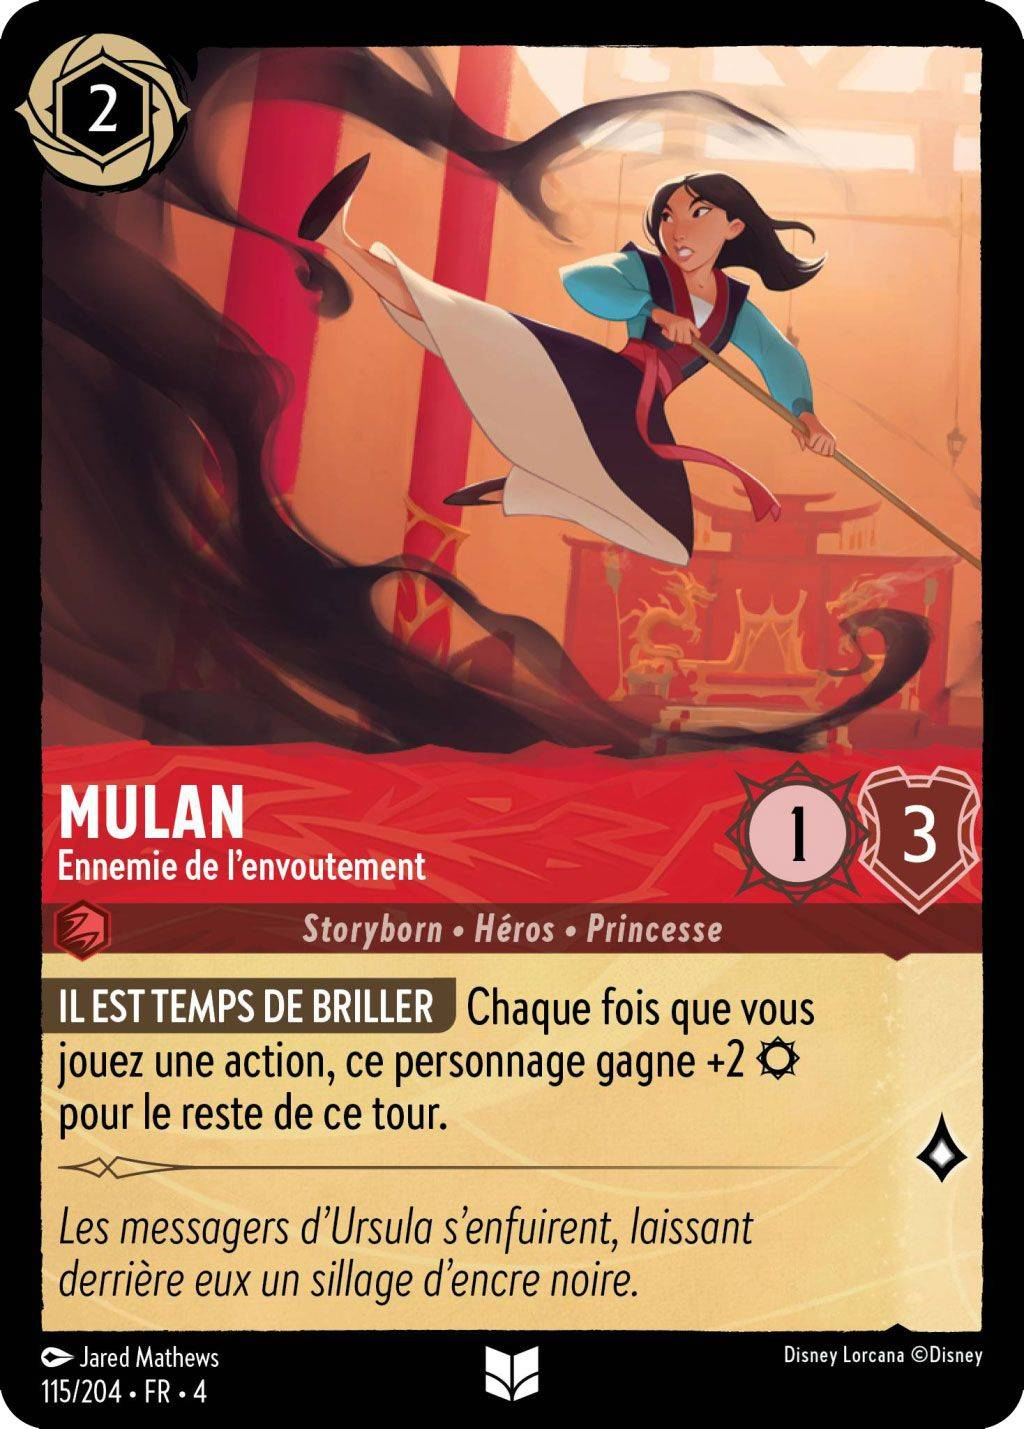 2
MULAN
Ennemie de l'envoutement
1
3
Storyborn • Héros • Princesse
IL EST TEMPS DE BRILLER Chaque fois que vous
jouez une action, ce personnage gagne +2
pour le reste de ce tour.
Les messagers d'Ursula s'enfuirent, laissant
derrière eux un sillage d'encre noire.
Jared Mathews
Disney Lorcana ©Disney
115/204 • FR • 4